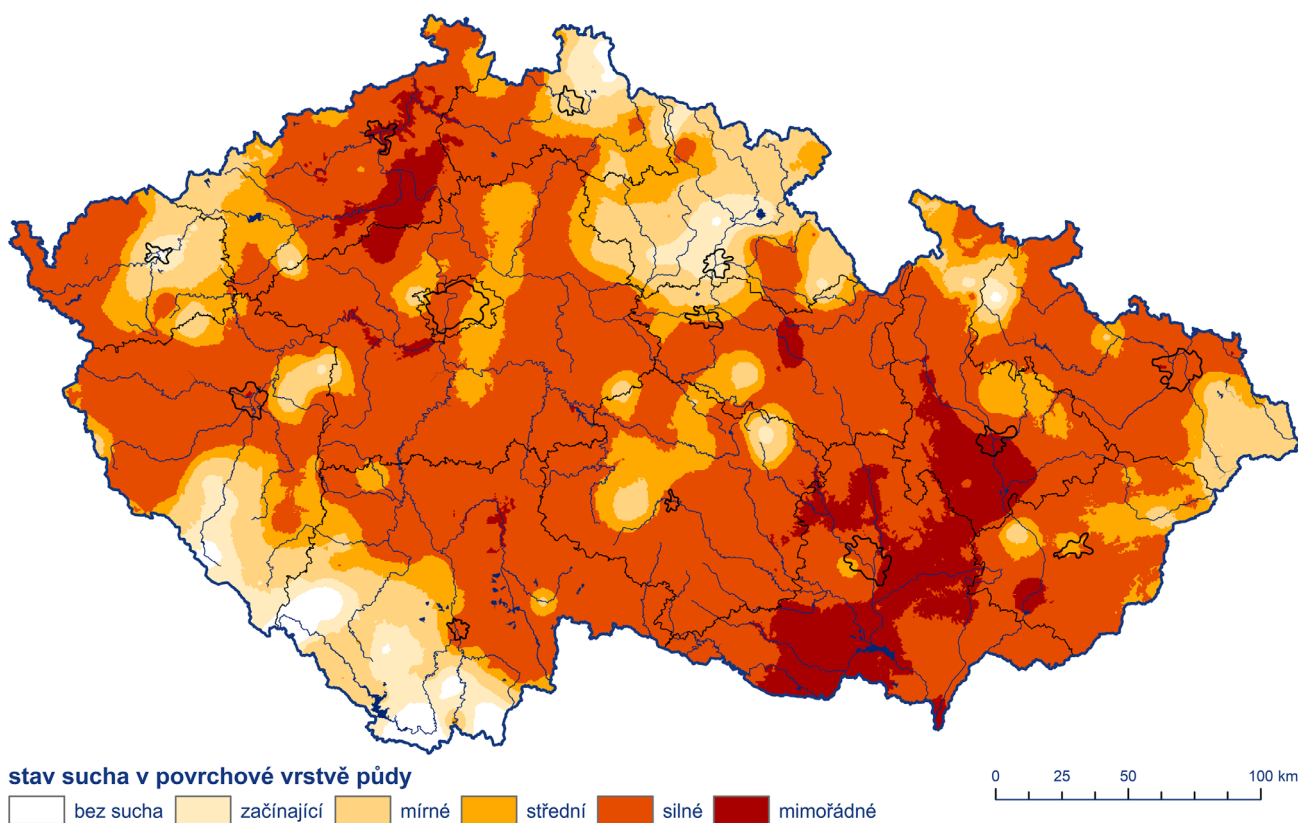 stav sucha v povrchové vrstvě půdy
bez sucha začínající mírné střední silné mimořádné
0 25 50 100 km